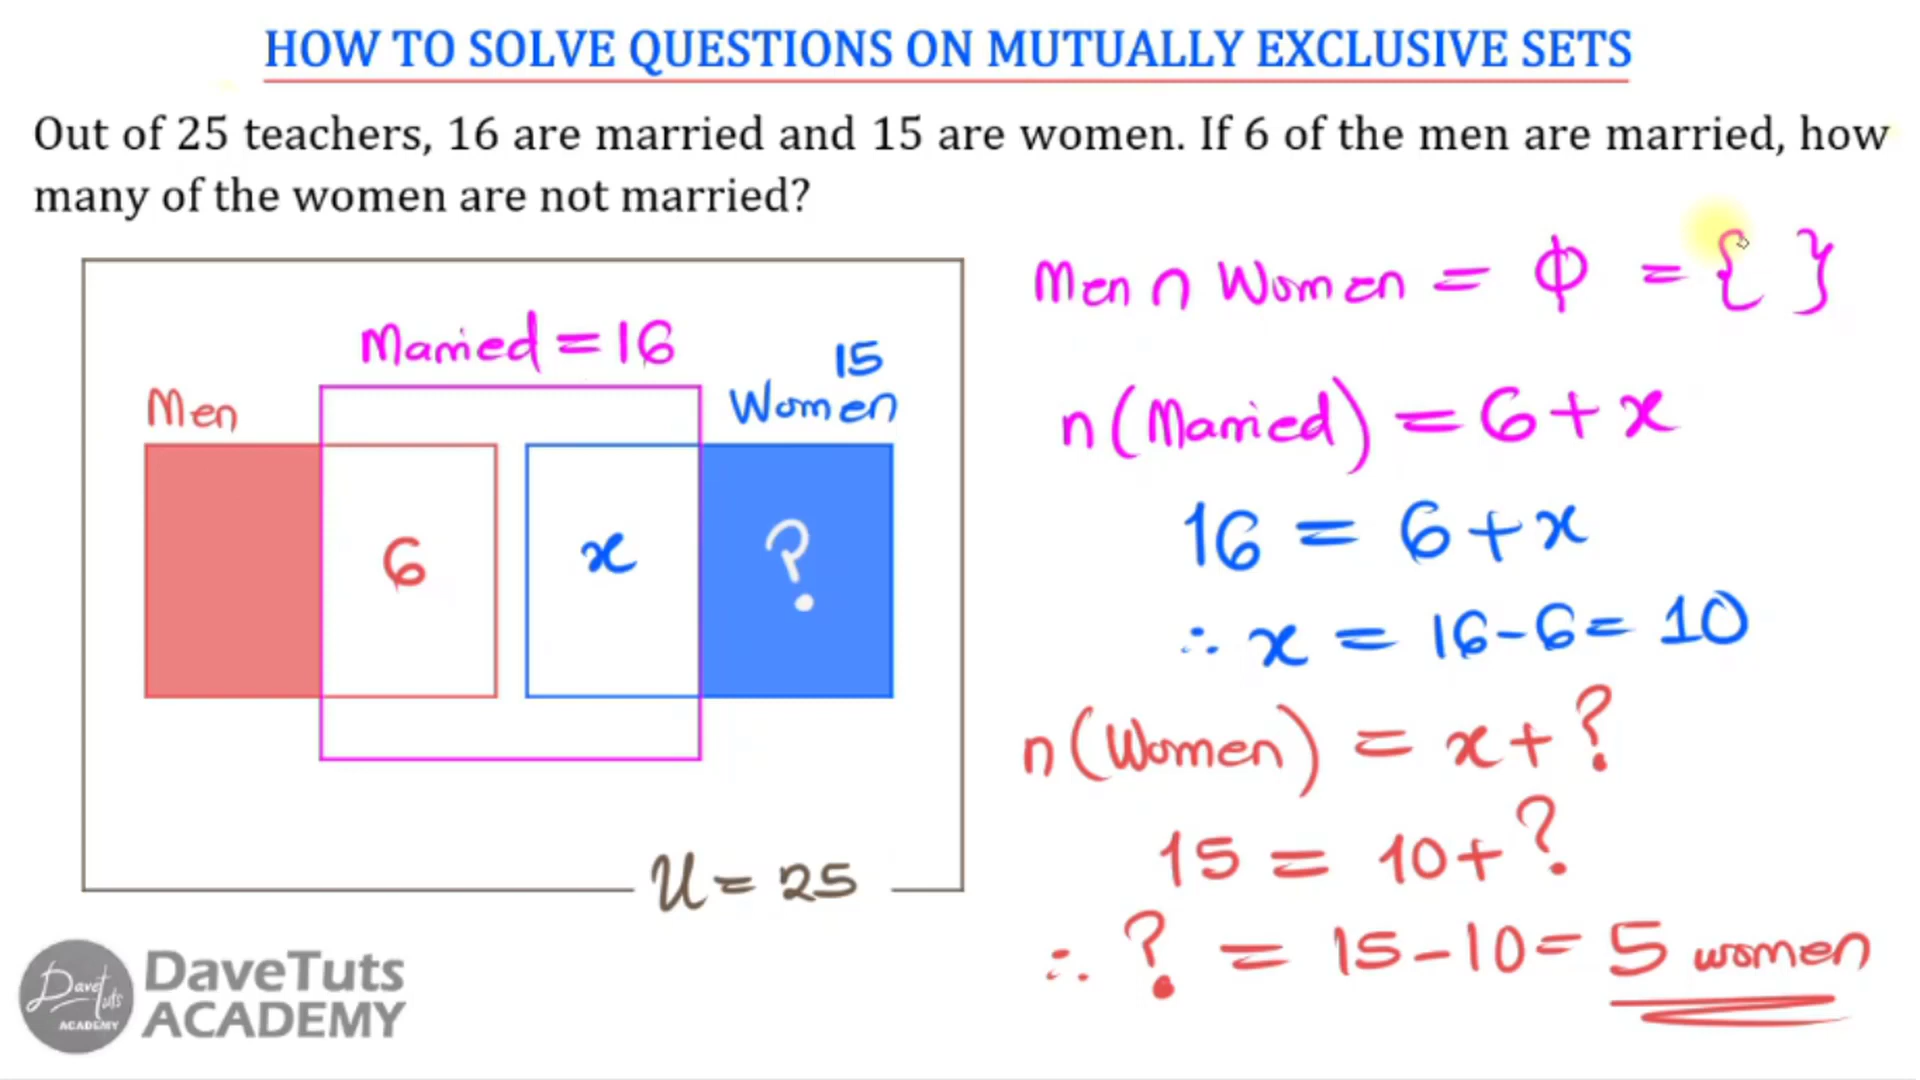 HOW TO SOLVE QUESTIONS ON MUTUALLY EXCLUSIVE SETS
Out of 25 teachers, 16 are married and 15 are women. If 6 of the men are married, how
many of the women are not married?
Married = 16
15
Men
Women
6
x
?
U = 25
Men ∩ Women = Φ = { }
n(Married) = 6 + x
16 = 6 + x
∴ x = 16 - 6 = 10
n(Women) = x + ?
15 = 10 + ?
∴ ? = 15 - 10 = 5 women
DaveTuts
ACADEMY
DaveTuts
ACADEMY